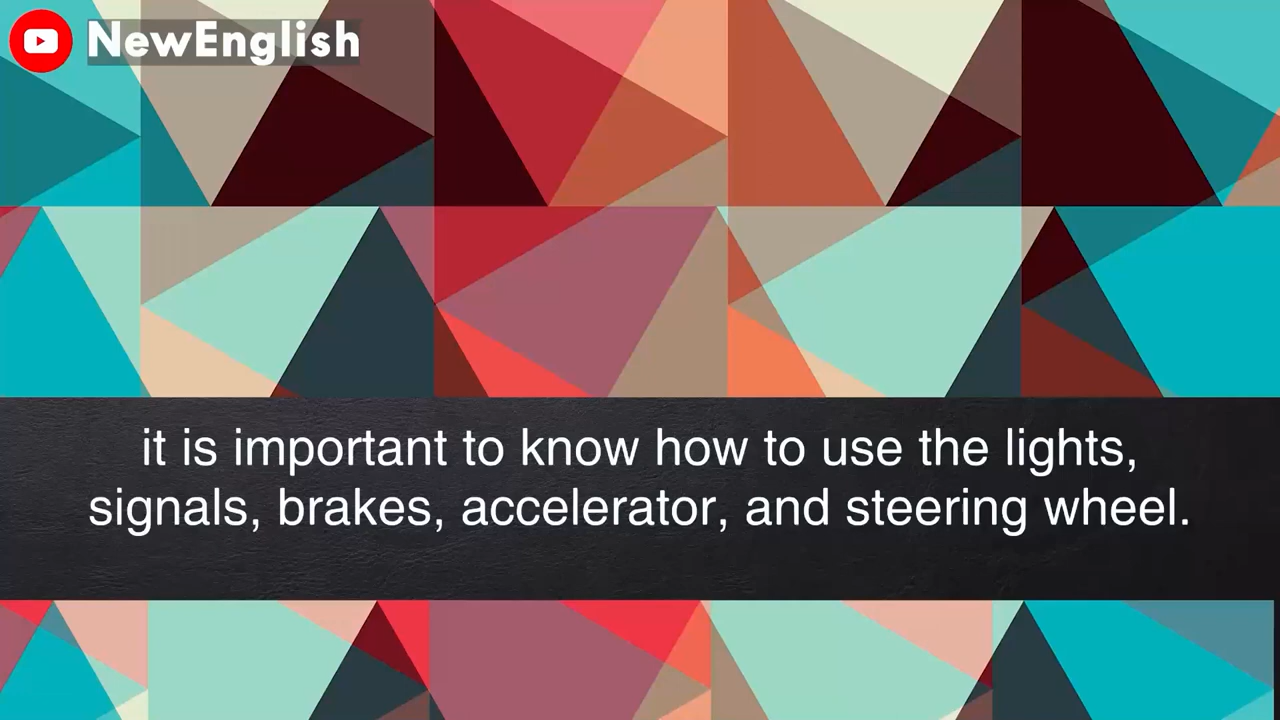 NewEnglish
it is important to know how to use the lights,
signals, brakes, accelerator, and steering wheel.